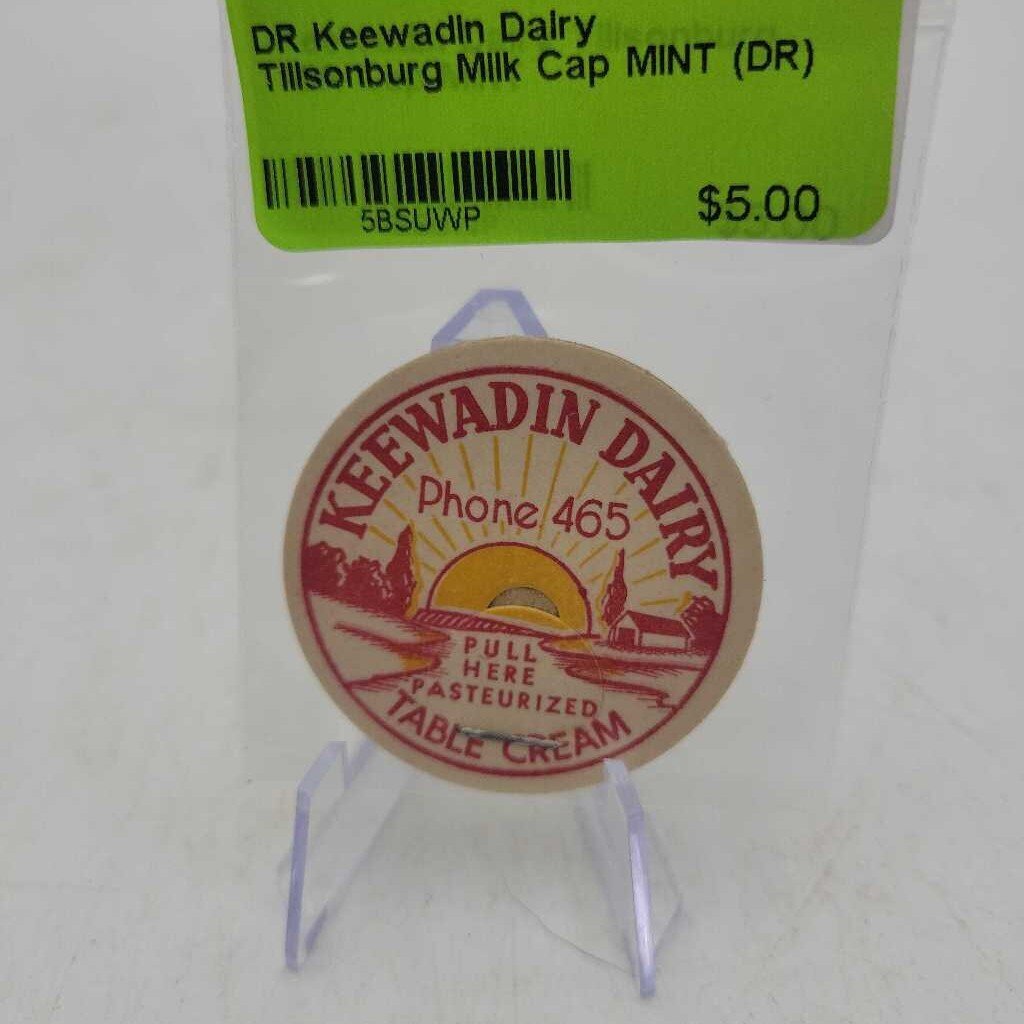 DR Keewadin Dairy
Tillsonburg Milk Cap MINT (DR)
5BSUWP
$5.00
KEEWADIN DAIRY
Phone 465
PULL
HERE
PASTEURIZED
TABLE CREAM